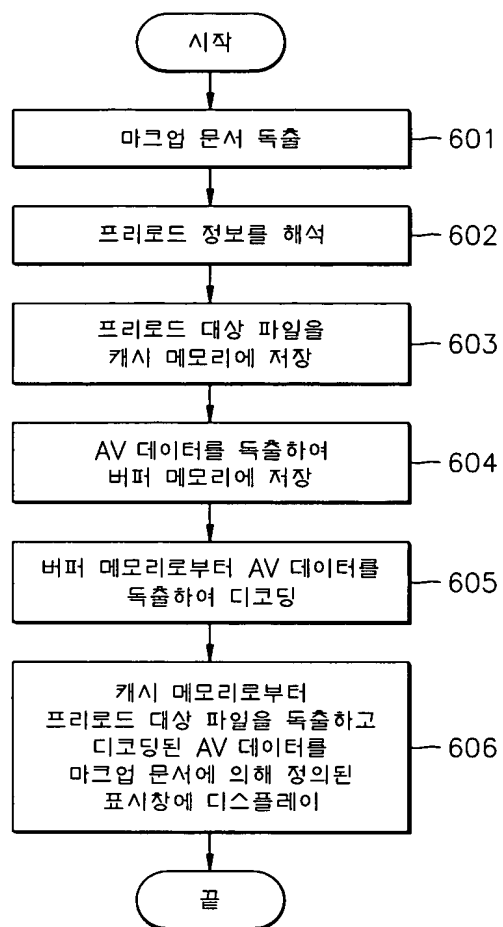 시작
마크업 문서 독출
601
프리로드 정보를 해석
602
프리로드 대상 파일을
캐시 메모리에 저장
603
AV 데이터를 독출하여
버퍼 메모리에 저장
604
버퍼 메모리로부터 AV 데이터를
독출하여 디코딩
605
캐시 메모리로부터
프리로드 대상 파일을 독출하고
디코딩된 AV 데이터를
마크업 문서에 의해 정의된
표시창에 디스플레이
606
끝